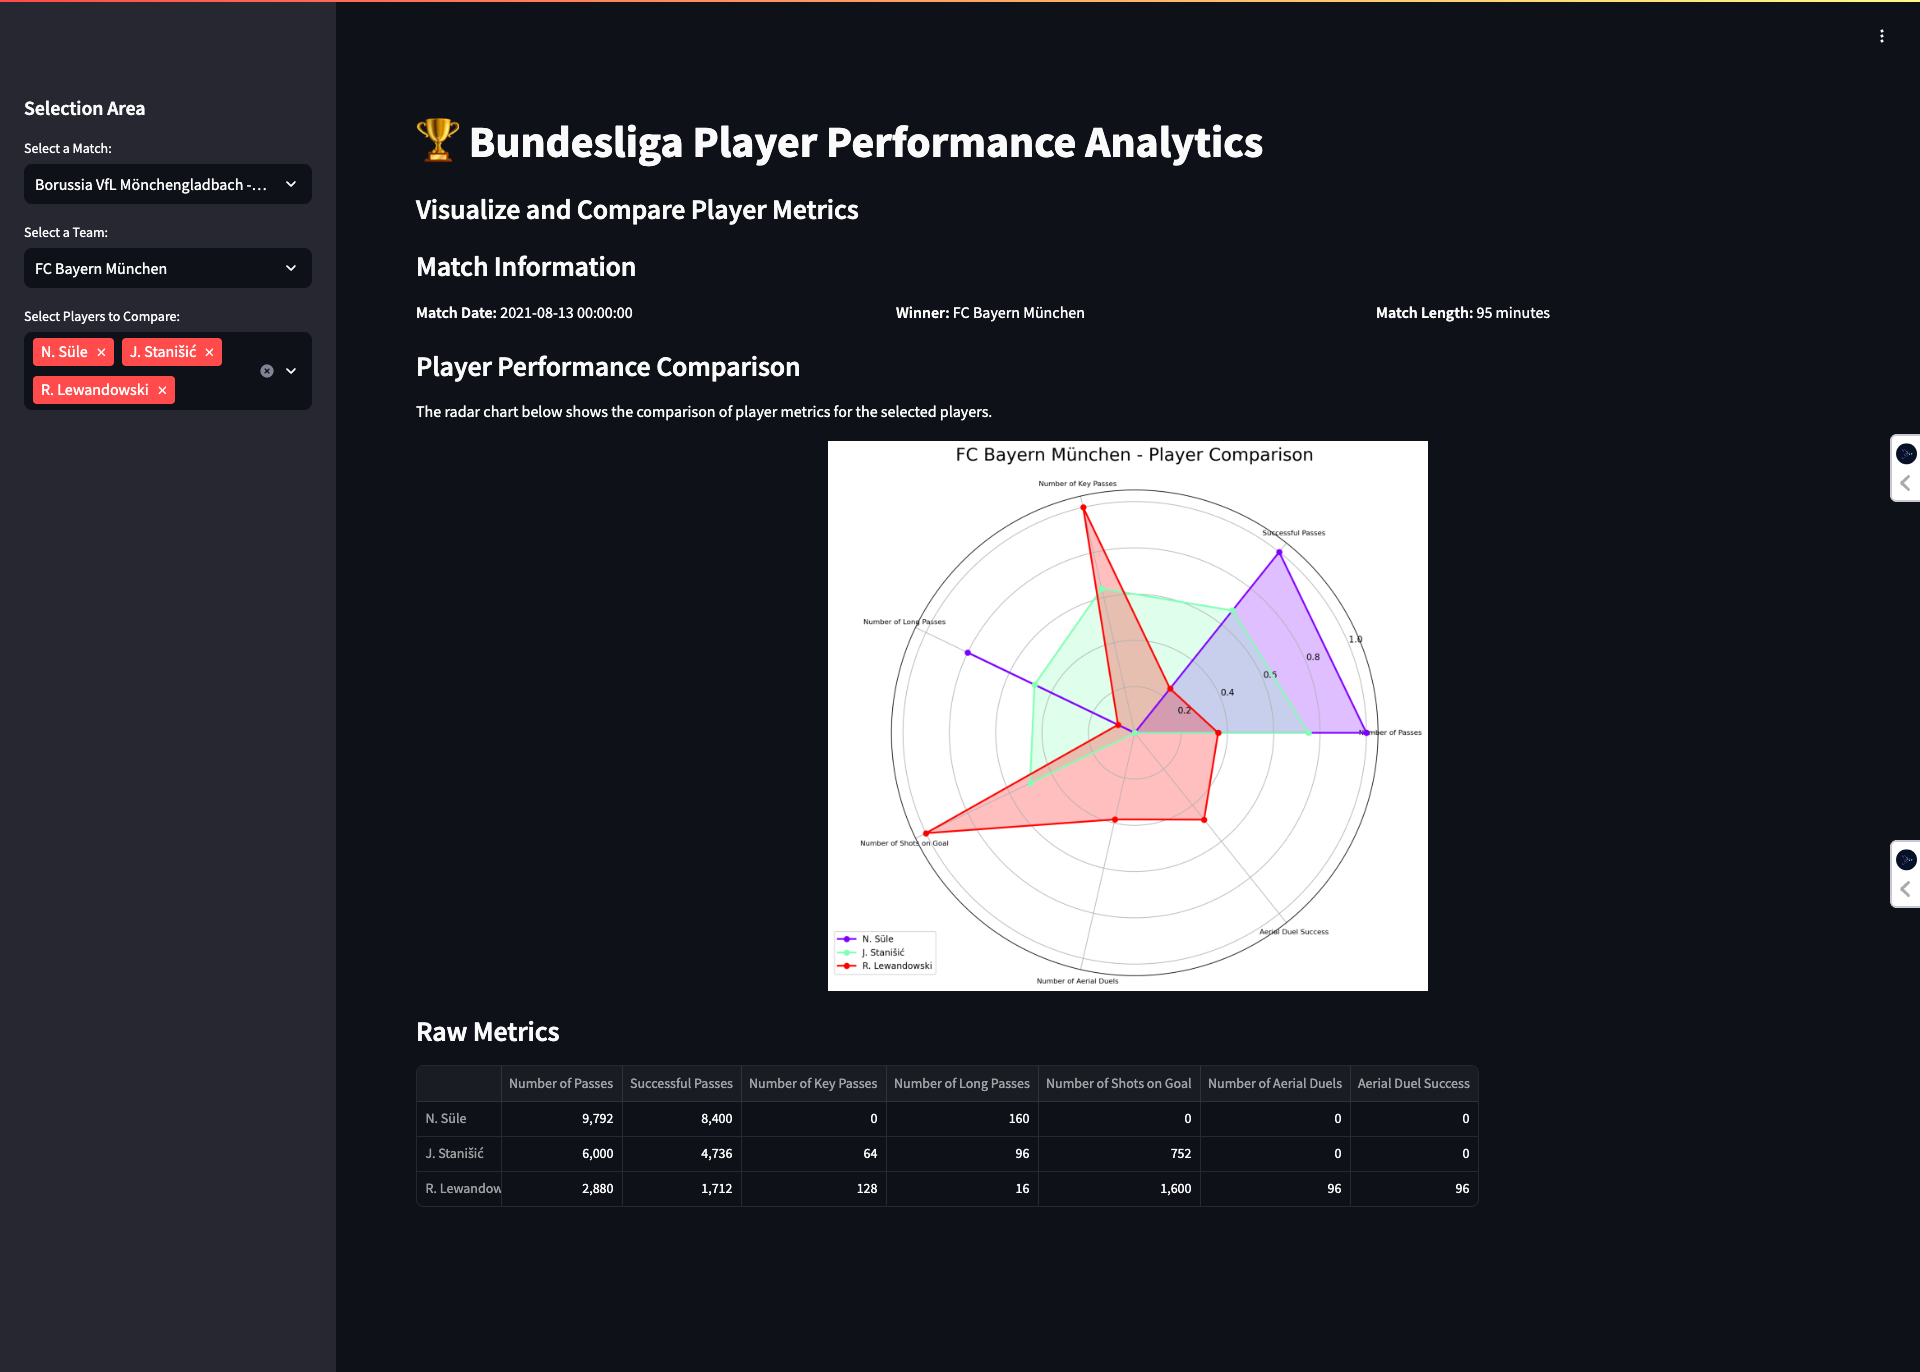 Selection Area
Select a Match:
Borussia VfL Mönchengladbach -...
Select a Team:
FC Bayern München
Select Players to Compare:
N. Süle
J. Stanišić
R. Lewandowski
🏆 Bundesliga Player Performance Analytics
Visualize and Compare Player Metrics
Match Information
Match Date: 2021-08-13 00:00:00
Winner: FC Bayern München
Match Length: 95 minutes
Player Performance Comparison
The radar chart below shows the comparison of player metrics for the selected players.
FC Bayern München - Player Comparison
Number of Key Passes
Successful Passes
Number of Long Passes
1.0
0.8
0.6
0.4
0.2
Number of Passes
Number of Shots on Goal
Aerial Duel Success
Number of Aerial Duels
N. Süle
J. Stanišić
R. Lewandowski
Raw Metrics
Number of Passes Successful Passes Number of Key Passes Number of Long Passes Number of Shots on Goal Number of Aerial Duels Aerial Duel Success
N. Süle 9,792 8,400 0 160 0 0 0
J. Stanišić 6,000 4,736 64 96 752 0 0
R. Lewandow 2,880 1,712 128 16 1,600 96 96